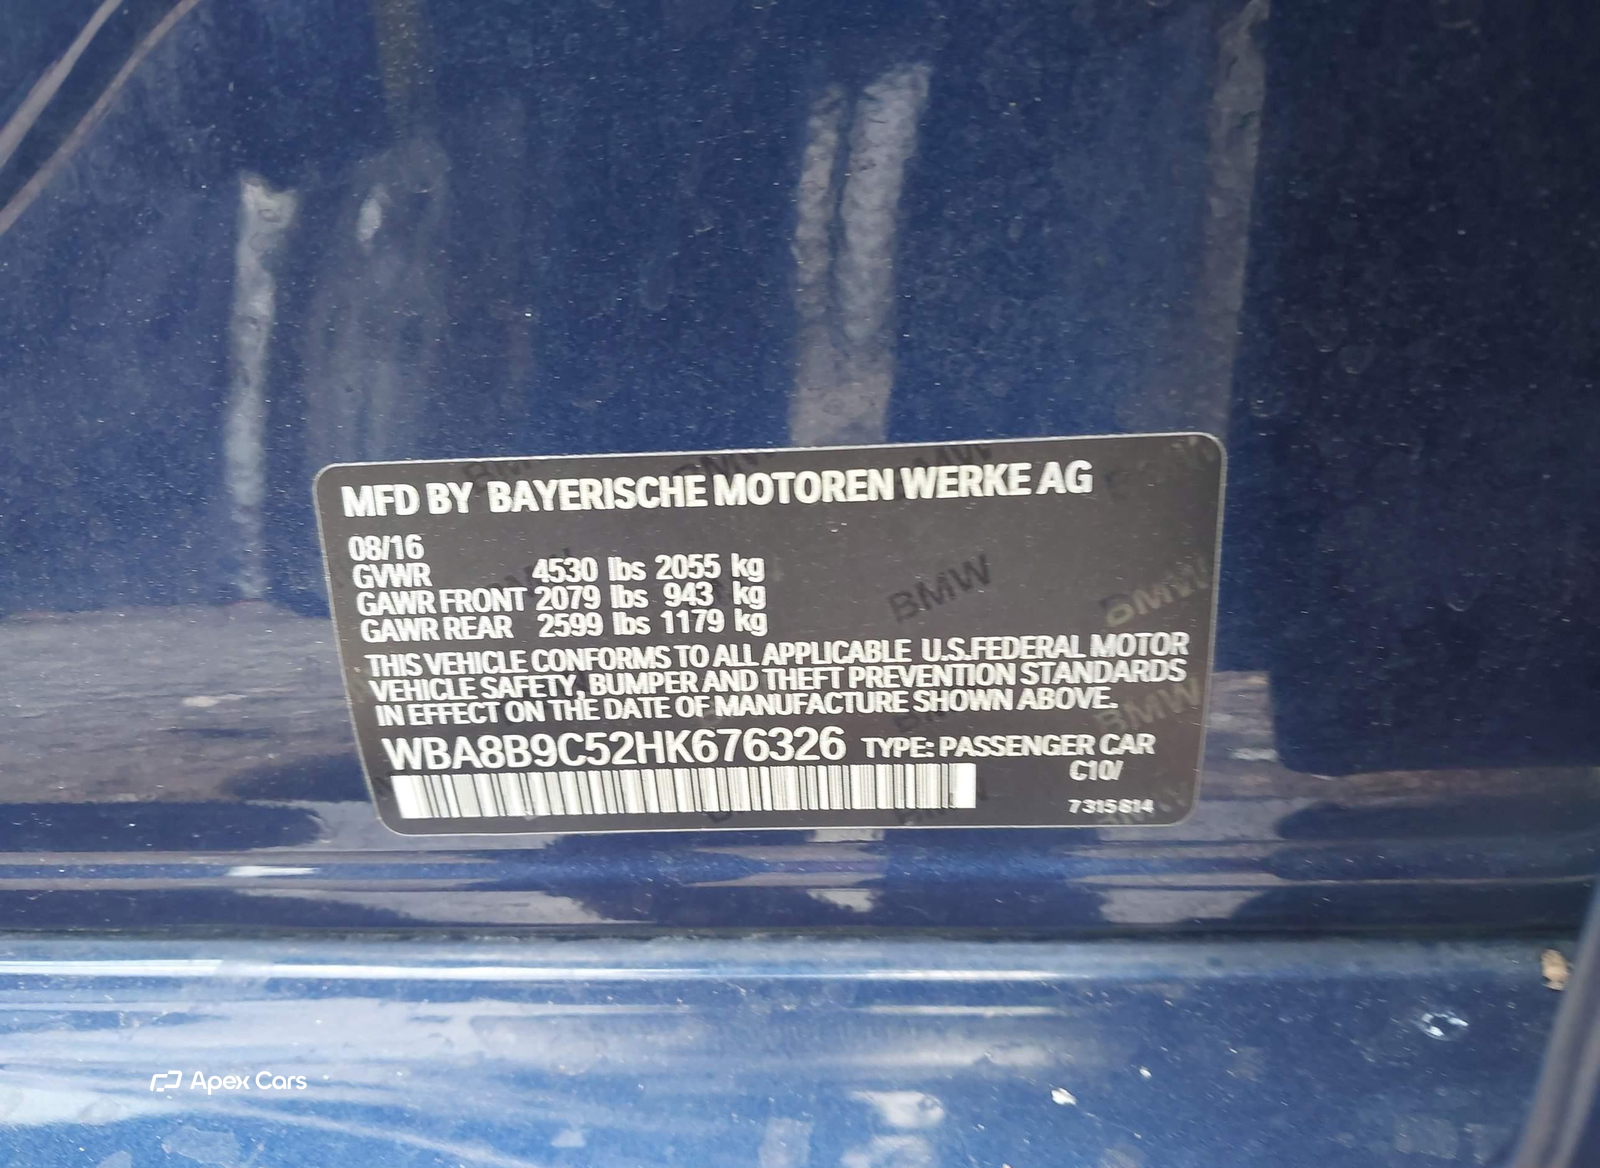 MFD BY BAYERISCHE MOTOREN WERKE AG
08/16
GVWR 4530 lbs 2055 kg
GAWR FRONT 2079 lbs 943 kg
GAWR REAR 2599 lbs 1179 kg
THIS VEHICLE CONFORMS TO ALL APPLICABLE U.S.FEDERAL MOTOR
VEHICLE SAFETY, BUMPER AND THEFT PREVENTION STANDARDS
IN EFFECT ON THE DATE OF MANUFACTURE SHOWN ABOVE.
WBA8B9C52HK676326 TYPE: PASSENGER CAR
C10/
7315814
BMW
BMW
BMW
Apex Cars